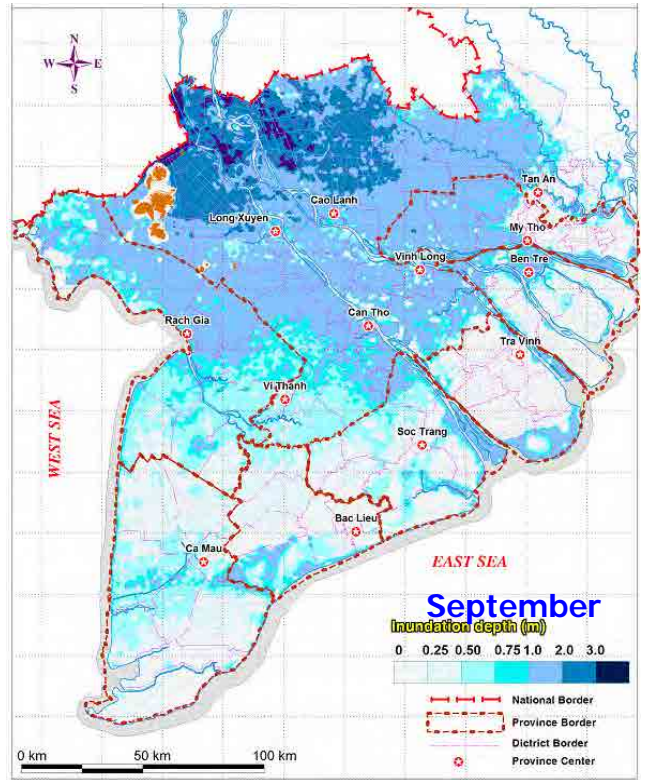 N
W E
S
Tan An
Cao Lanh
Long Xuyen
My Tho
Vinh Long
Ben Tre
Can Tho
Rach Gia
Tra Vinh
Vi Thanh
WEST SEA
Soc Trang
Bac Lieu
Ca Mau
EAST SEA
September
Inundation depth (m)
0 0.25 0.50 0.75 1.0 2.0 3.0
National Border
Province Border
Dictrict Border
Province Center
0 km 50 km 100 km